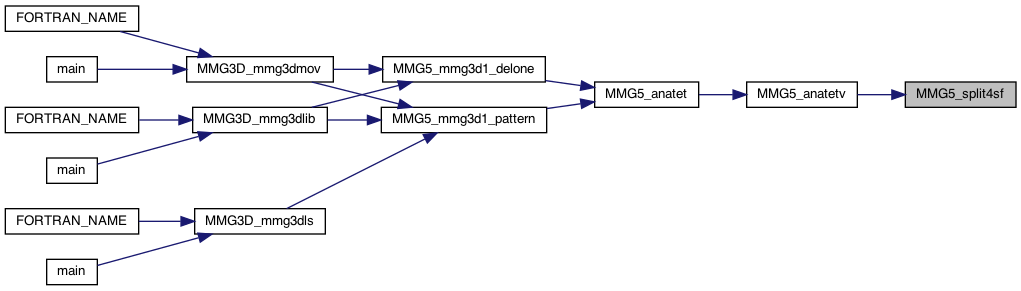 FORTRAN_NAME
main
MMG3D_mmg3dmov
MMG5_mmg3d1_delone
MMG5_anatet
MMG5_anatetv
MMG5_split4sf
FORTRAN_NAME
MMG3D_mmg3dlib
MMG5_mmg3d1_pattern
main
FORTRAN_NAME
MMG3D_mmg3dls
main